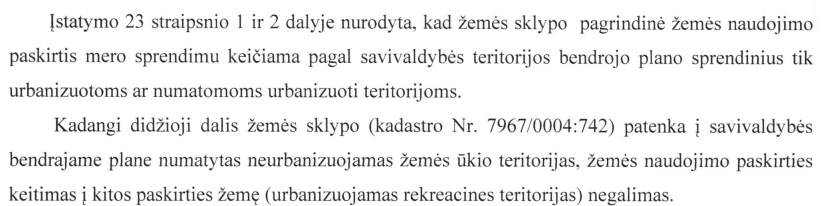 Įstatymo 23 straipsnio 1 ir 2 dalyje nurodyta, kad žemės sklypo pagrindinė žemės naudojimo
paskirtis mero sprendimu keičiama pagal savivaldybės teritorijos bendrojo plano sprendinius tik
urbanizuotoms ar numatomoms urbanizuoti teritorijoms.
Kadangi didžioji dalis žemės sklypo (kadastro Nr. 7967/0004:742) patenka į savivaldybės
bendrajame plane numatytas neurbanizuojamas žemės ūkio teritorijas, žemės naudojimo paskirties
keitimas į kitos paskirties žemę (urbanizuojamas rekreacines teritorijas) negalimas.